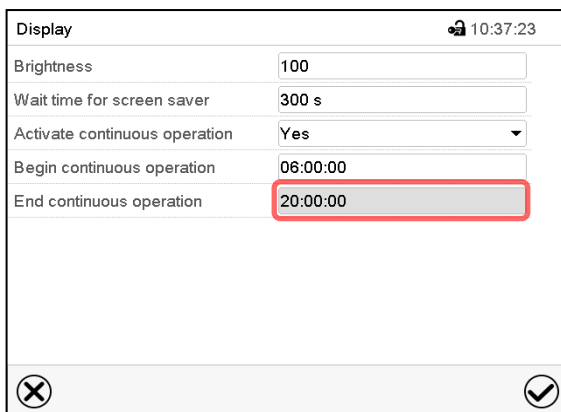 Display 10:37:23
Brightness 100
Wait time for screen saver 300 s
Activate continuous operation Yes
Begin continuous operation 06:00:00
End continuous operation 20:00:00